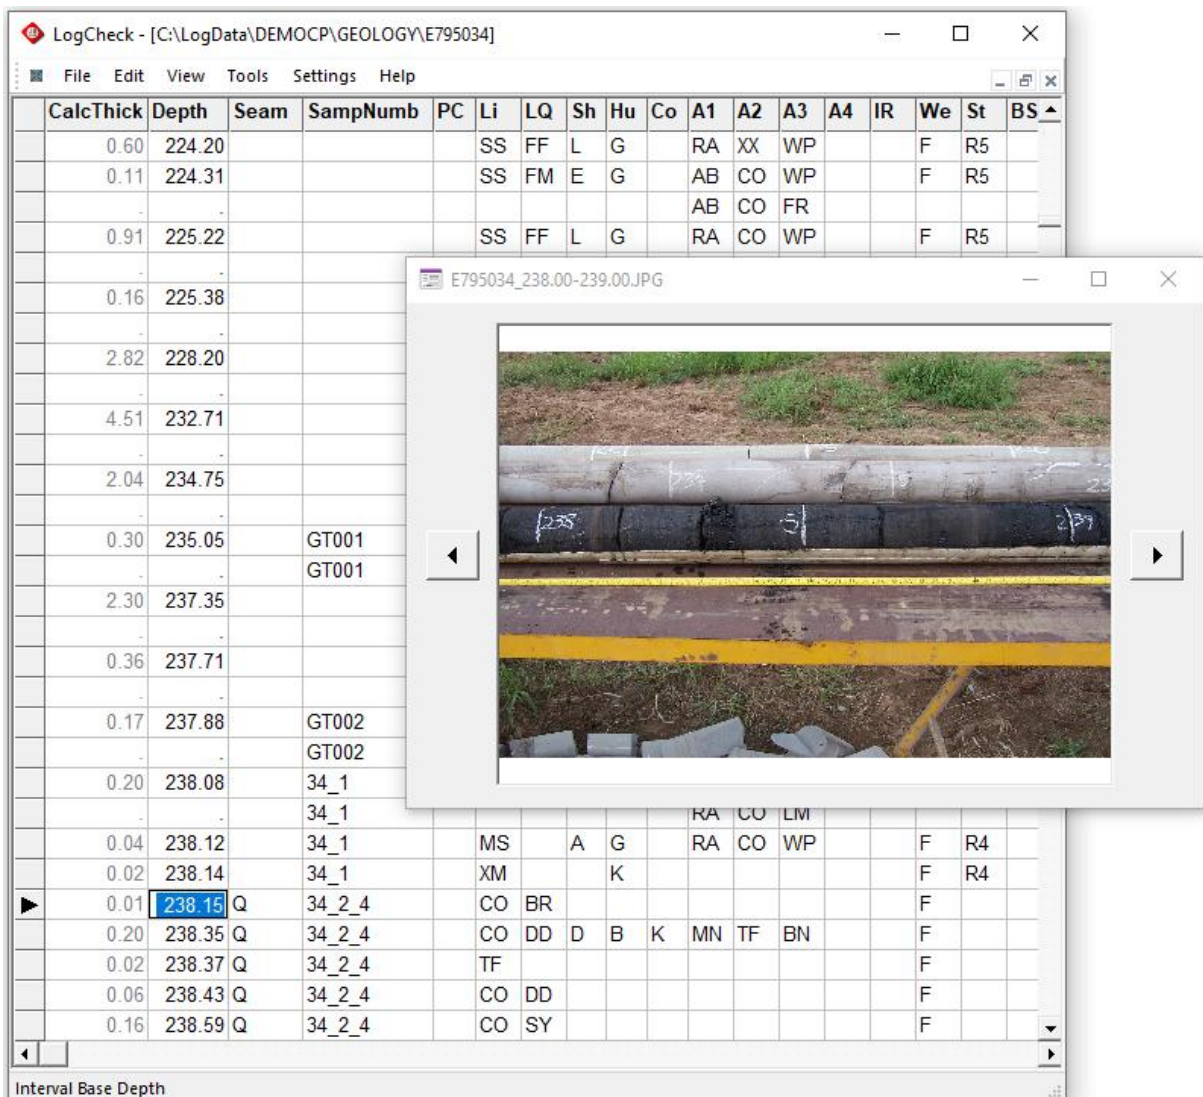 LogCheck - [C:\LogData\DEMOCP\GEOLOGY\E795034]
File Edit View Tools Settings Help
CalcThick Depth Seam SampNumb PC Li LQ Sh Hu Co A1 A2 A3 A4 IR We St BS
0.60 224.20 SS FF L G RA XX WP F R5
0.11 224.31 SS FM E G AB CO WP F R5
. . AB CO FR
0.91 225.22 SS FF L G RA CO WP F R5
. .
E795034_238.00-239.00.JPG
0.16 225.38
. .
2.82 228.20
. .
4.51 232.71
. .
2.04 234.75
. .
0.30 235.05 GT001
. . GT001
2.30 237.35
. .
0.36 237.71
. .
0.17 237.88 GT002
. . GT002
0.20 238.08 34_1
238 5 239
. . 34_1 RA CO LM
0.04 238.12 34_1 MS A G RA CO WP F R4
0.02 238.14 34_1 XM K F R4
0.01 238.15 Q 34_2_4 CO BR F
0.20 238.35 Q 34_2_4 CO DD D B K MN TF BN F
0.02 238.37 Q 34_2_4 TF F
0.06 238.43 Q 34_2_4 CO DD F
0.16 238.59 Q 34_2_4 CO SY F
Interval Base Depth